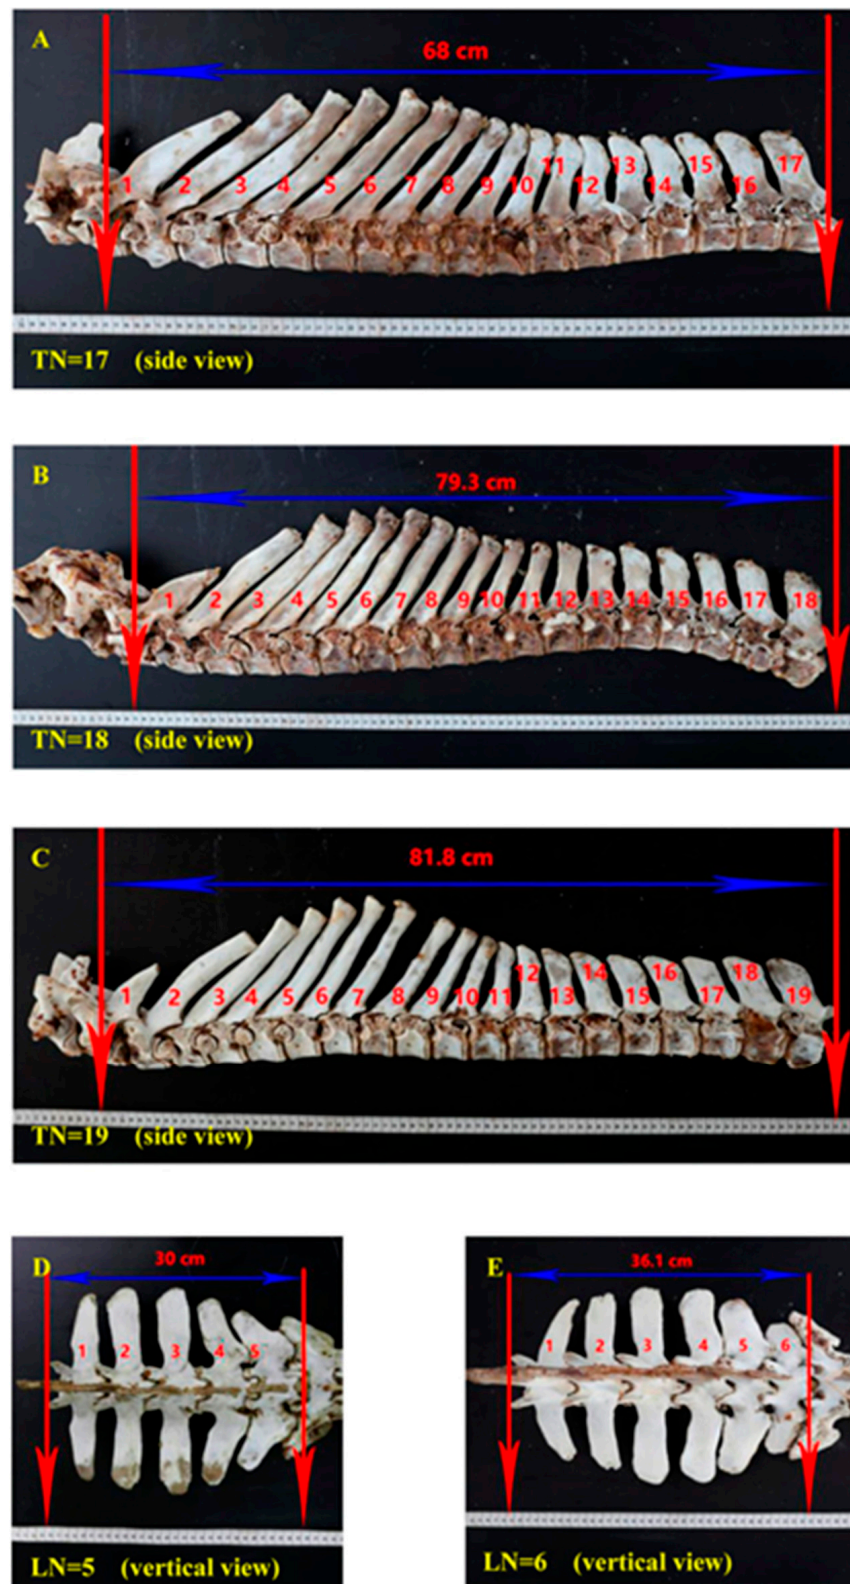 A
68 cm
1 2 3 4 5 6 7 8 9 10 11 12 13 14 15 16 17
TN=17 (side view)
B
79.3 cm
1 2 3 4 5 6 7 8 9 10 11 12 13 14 15 16 17 18
TN=18 (side view)
C
81.8 cm
1 2 3 4 5 6 7 8 9 10 11 12 13 14 15 16 17 18 19
TN=19 (side view)
D
30 cm
1 2 3 4 5
LN=5 (vertical view)
E
36.1 cm
1 2 3 4 5 6
LN=6 (vertical view)